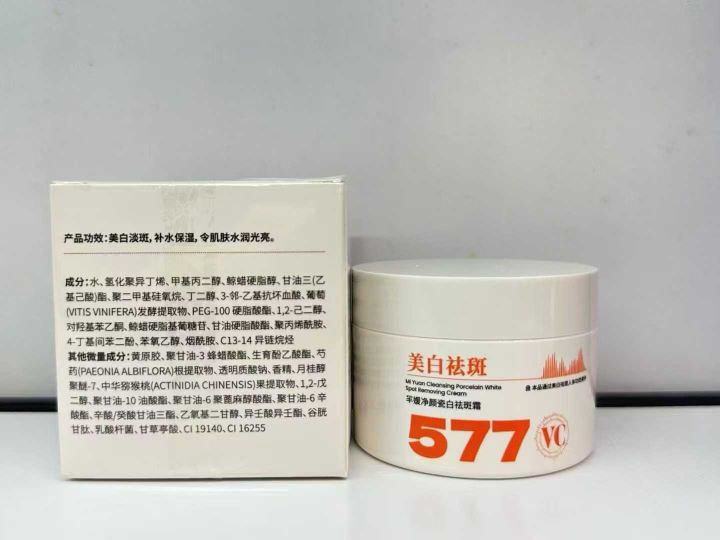 产品功效:美白淡斑,补水保湿,令肌肤水润光亮。
成分:水、氢化聚异丁烯、甲基丙二醇、鲸蜡硬脂醇、甘油三(乙
基己酸)酯、聚二甲基硅氧烷、丁二醇、3-邻-乙基抗坏血酸、葡萄
(VITIS VINIFERA)发酵提取物、PEG-100 硬脂酸酯、1,2-己二醇、
对羟基苯乙酮、鲸蜡硬脂基葡糖苷、甘油硬脂酸酯、聚丙烯酰胺、
4-丁基间苯二酚、苯氧乙醇、烟酰胺、C13-14 异链烷烃
其他微量成分:黄原胶、聚甘油-3 蜂蜡酸酯、生育酚乙酸酯、芍
药(PAEONIA ALBIFLORA)根提取物、透明质酸钠、香精、月桂醇
聚醚-7、中华猕猴桃(ACTINIDIA CHINENSIS)果提取物、1,2-戊
二醇、聚甘油-10 油酸酯、聚甘油-6 聚蓖麻醇酸酯、聚甘油-6 辛
酸酯、辛酸/癸酸甘油三酯、乙氧基二甘醇、异壬酸异壬酯、谷胱
甘肽、乳酸杆菌、甘草亭酸、CI 19140、CI 16255
美白祛斑
Mi Yuan Cleansing Porcelain White
Spot Removing Cream
芈媛净颜瓷白祛斑霜
577
VC